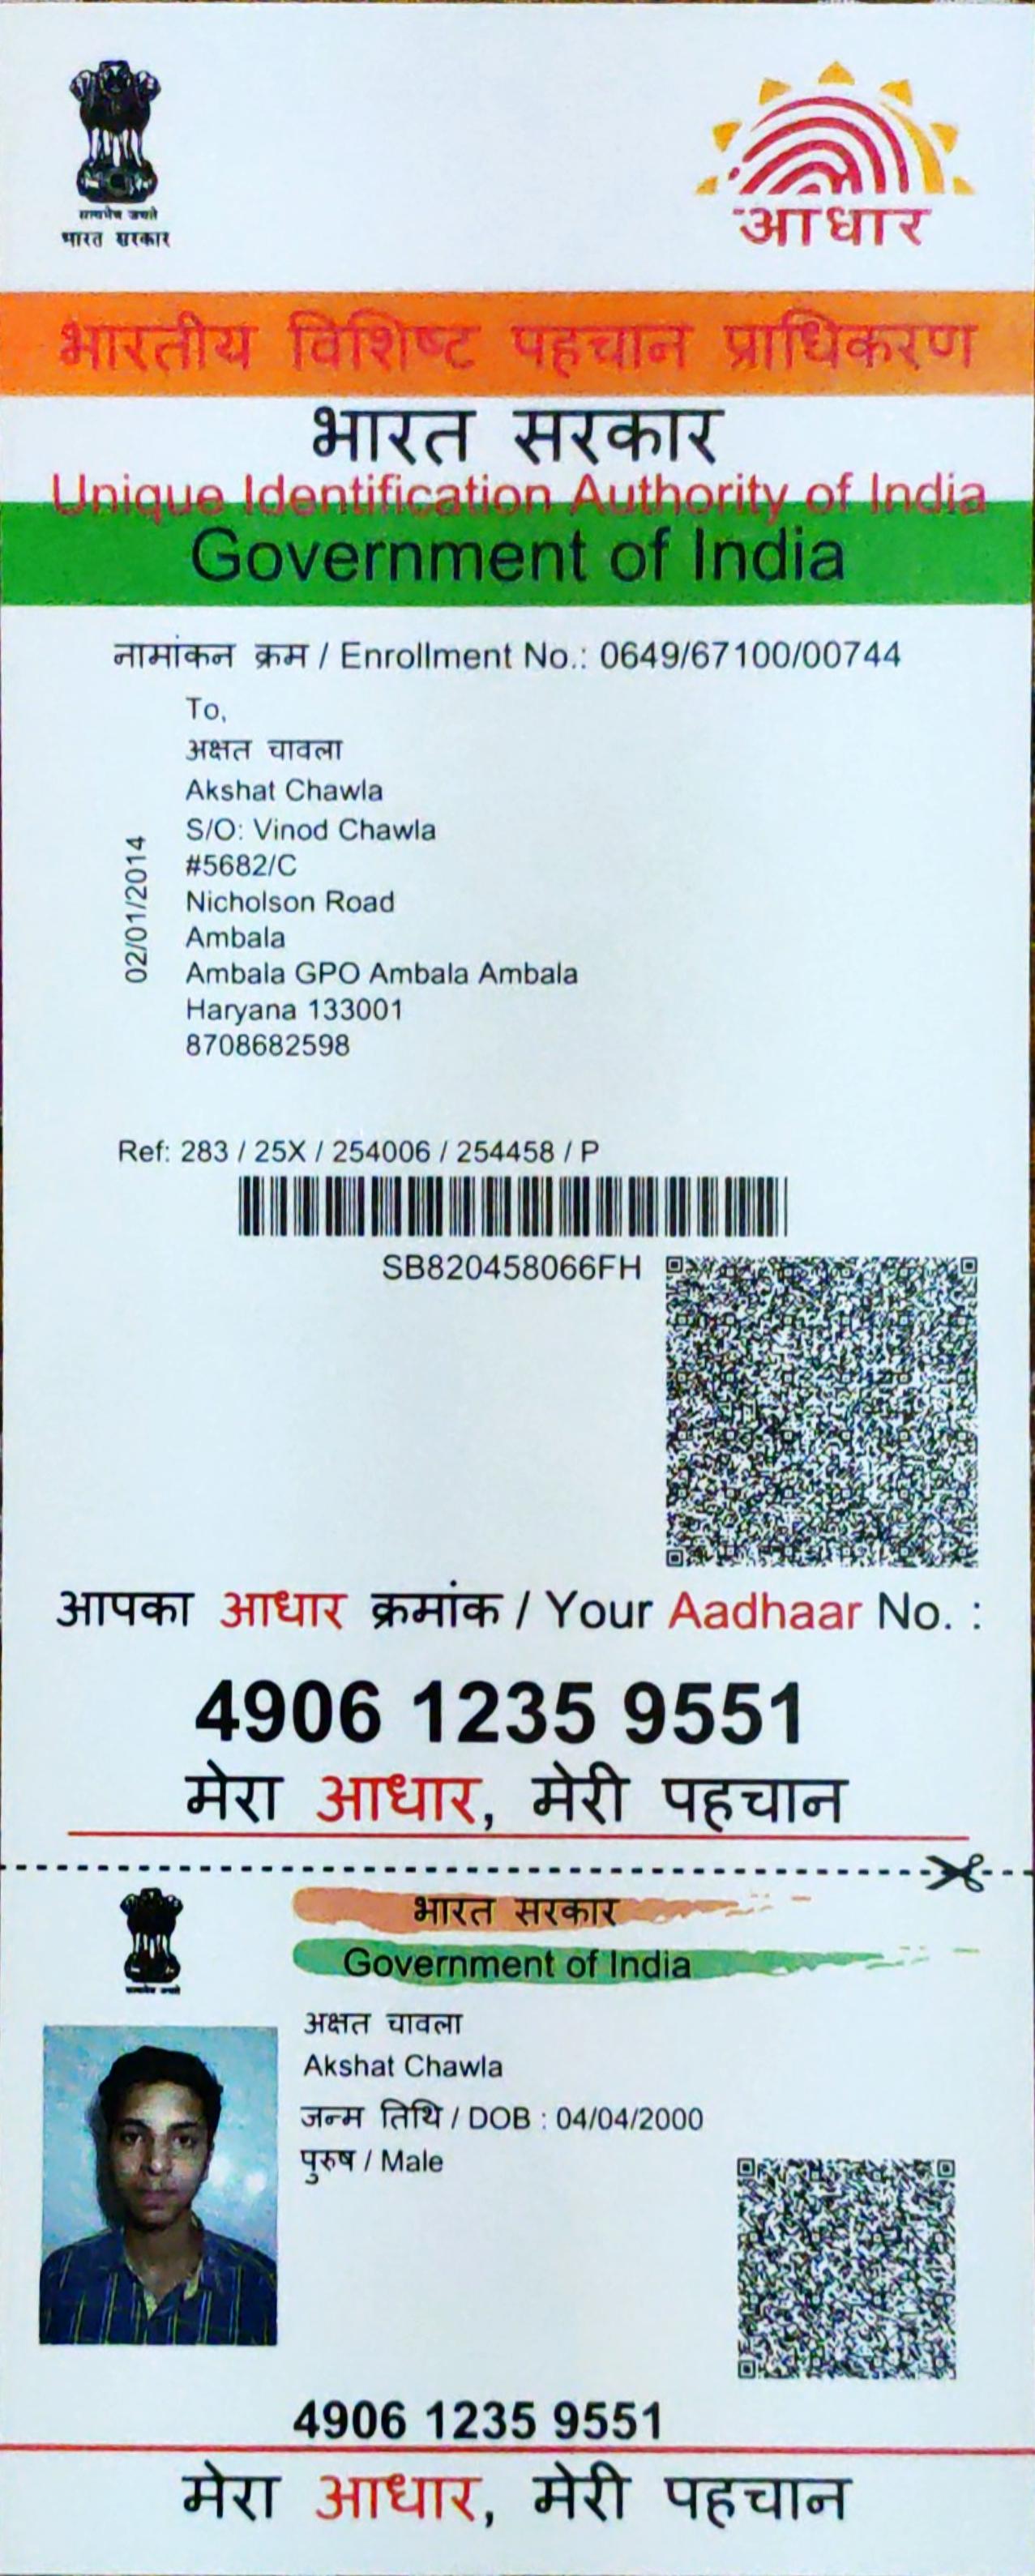 सत्यमेव जयते
भारत सरकार
आधार
भारतीय विशिष्ट पहचान प्राधिकरण
भारत सरकार
Unique Identification Authority of India
Government of India
नामांकन क्रम / Enrollment No.: 0649/67100/00744
To,
अक्षत चावला
Akshat Chawla
S/O: Vinod Chawla
#5682/C
Nicholson Road
Ambala
Ambala GPO Ambala Ambala
Haryana 133001
8708682598
02/01/2014
Ref: 283 / 25X / 254006 / 254458 / P
SB820458066FH
आपका आधार क्रमांक / Your Aadhaar No. :
4906 1235 9551
मेरा आधार, मेरी पहचान
भारत सरकार
Government of India
सत्यमेव जयते
अक्षत चावला
Akshat Chawla
जन्म तिथि / DOB : 04/04/2000
पुरुष / Male
4906 1235 9551
मेरा आधार, मेरी पहचान